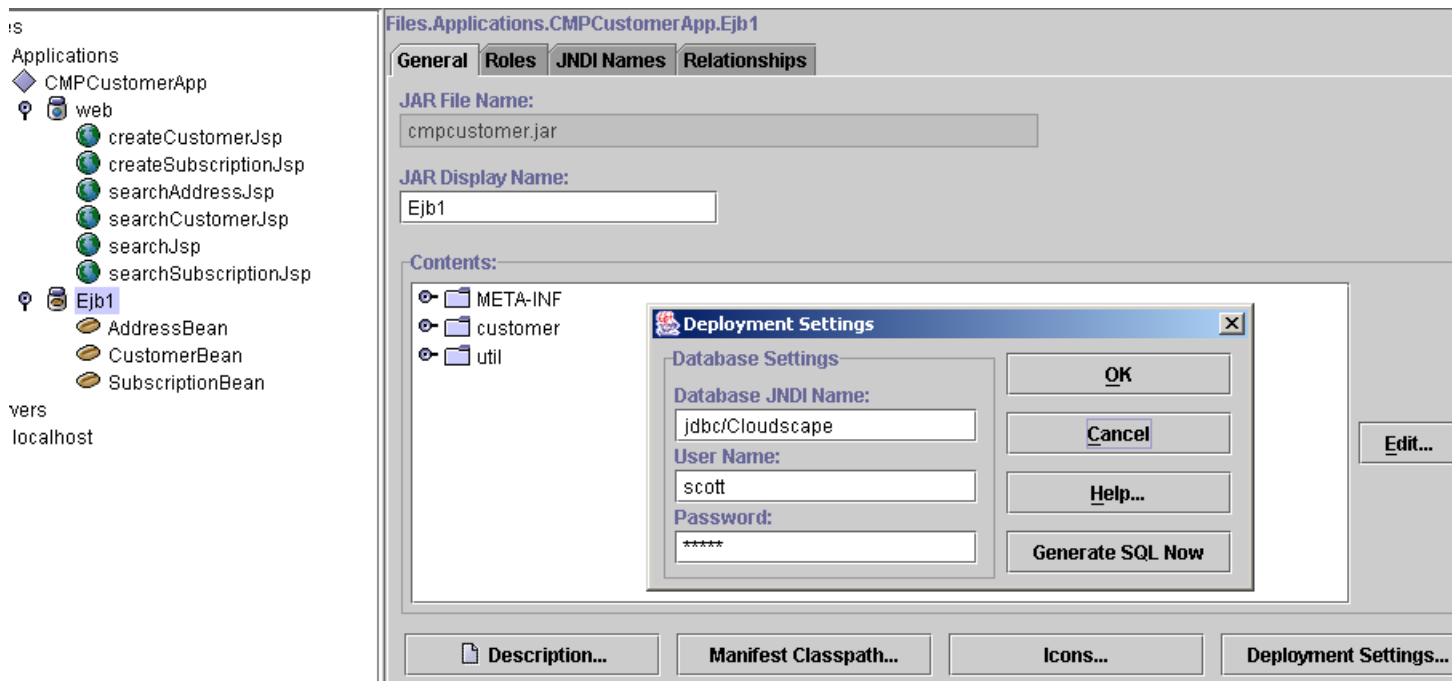 es
Applications
CMPCustomerApp
web
createCustomerJsp
createSubscriptionJsp
searchAddressJsp
searchCustomerJsp
searchJsp
searchSubscriptionJsp
Ejb1
AddressBean
CustomerBean
SubscriptionBean
vers
localhost
Files.Applications.CMPCustomerApp.Ejb1
General Roles JNDI Names Relationships
JAR File Name:
cmpcustomer.jar
JAR Display Name:
Ejb1
Contents:
META-INF
customer
util
Deployment Settings
Database Settings
Database JNDI Name:
jdbc/Cloudscape
User Name:
scott
Password:
*****
OK
Cancel
Help...
Generate SQL Now
Edit...
Description... Manifest Classpath... Icons... Deployment Settings...